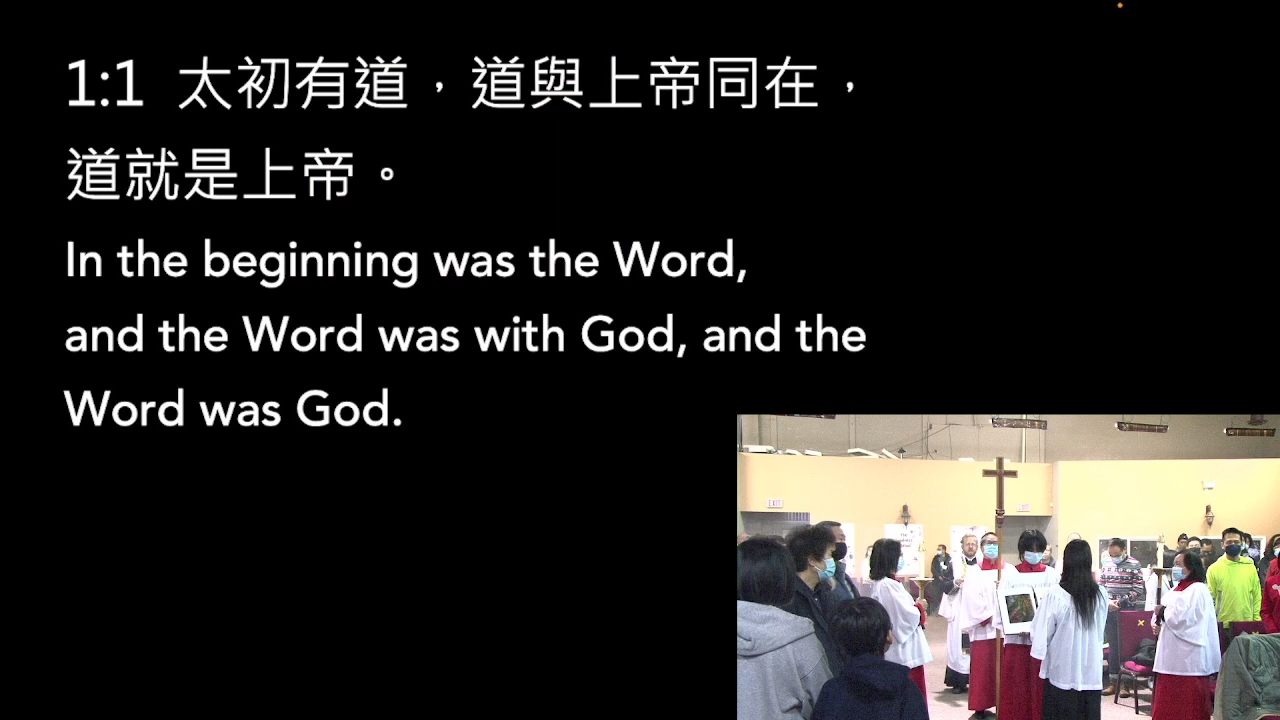 1:1 太初有道，道與上帝同在，
道就是上帝。
In the beginning was the Word,
and the Word was with God, and the
Word was God.
EXIT